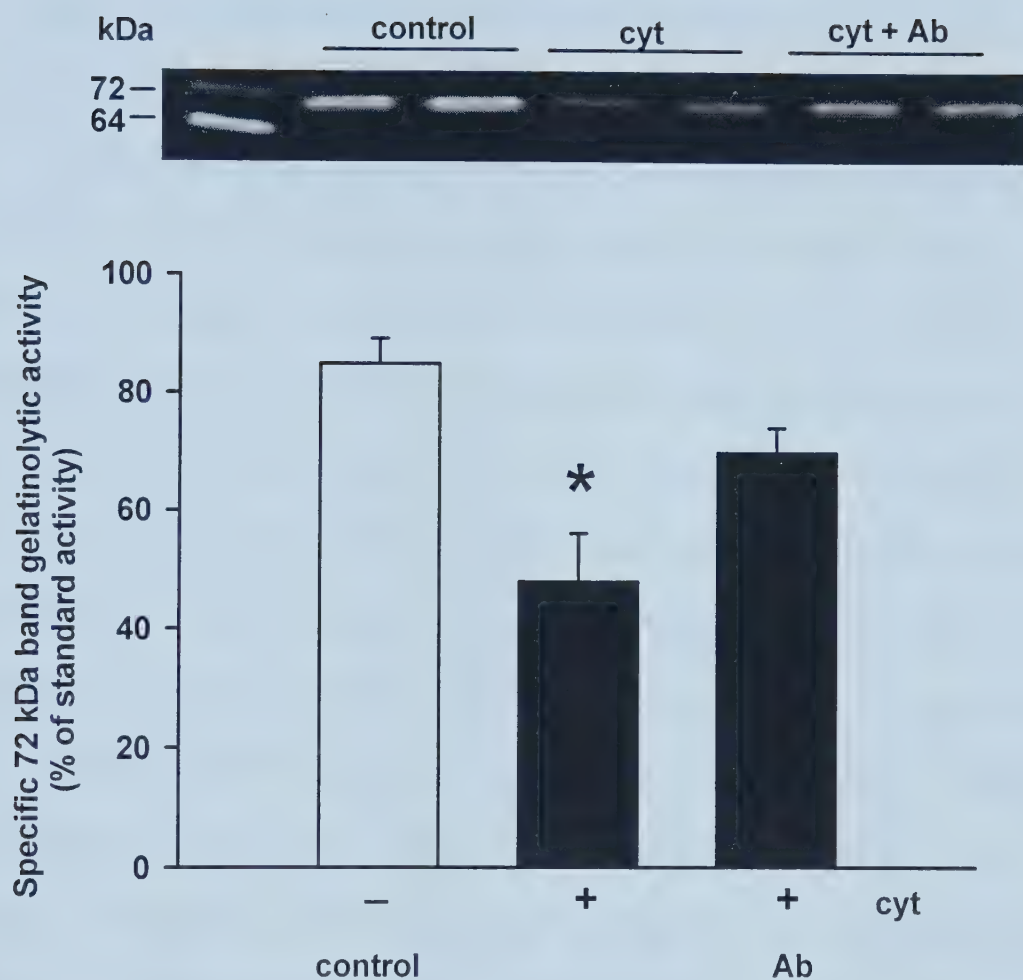 kDa control cyt cyt + Ab
72
64
Specific 72 kDa band gelatinolytic activity
(% of standard activity)
100
80
60
40
20
0
*
− + + cyt
control Ab